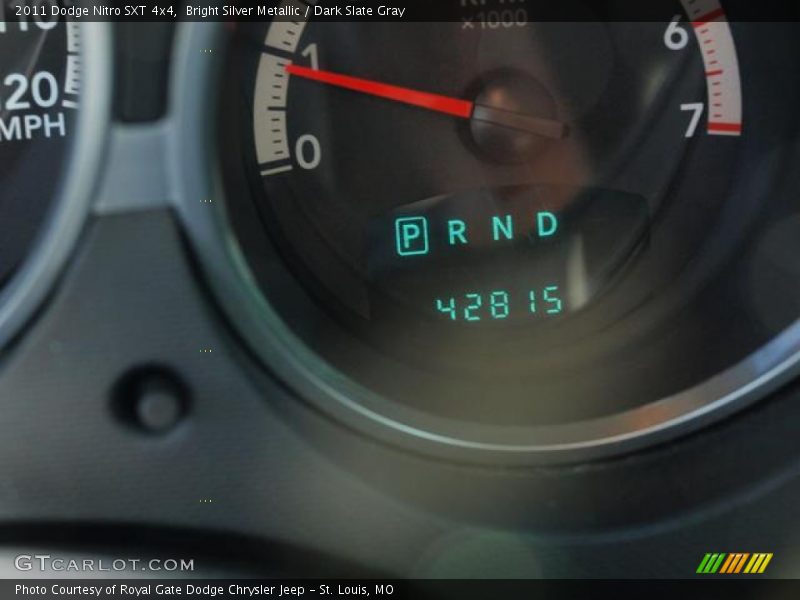 2011 Dodge Nitro SXT 4x4, Bright Silver Metallic / Dark Slate Gray
RPM
x1000
6
1
7
0
20
MPH
P R N D
42815
GTCARLOT.COM
Photo Courtesy of Royal Gate Dodge Chrysler Jeep - St. Louis, MO